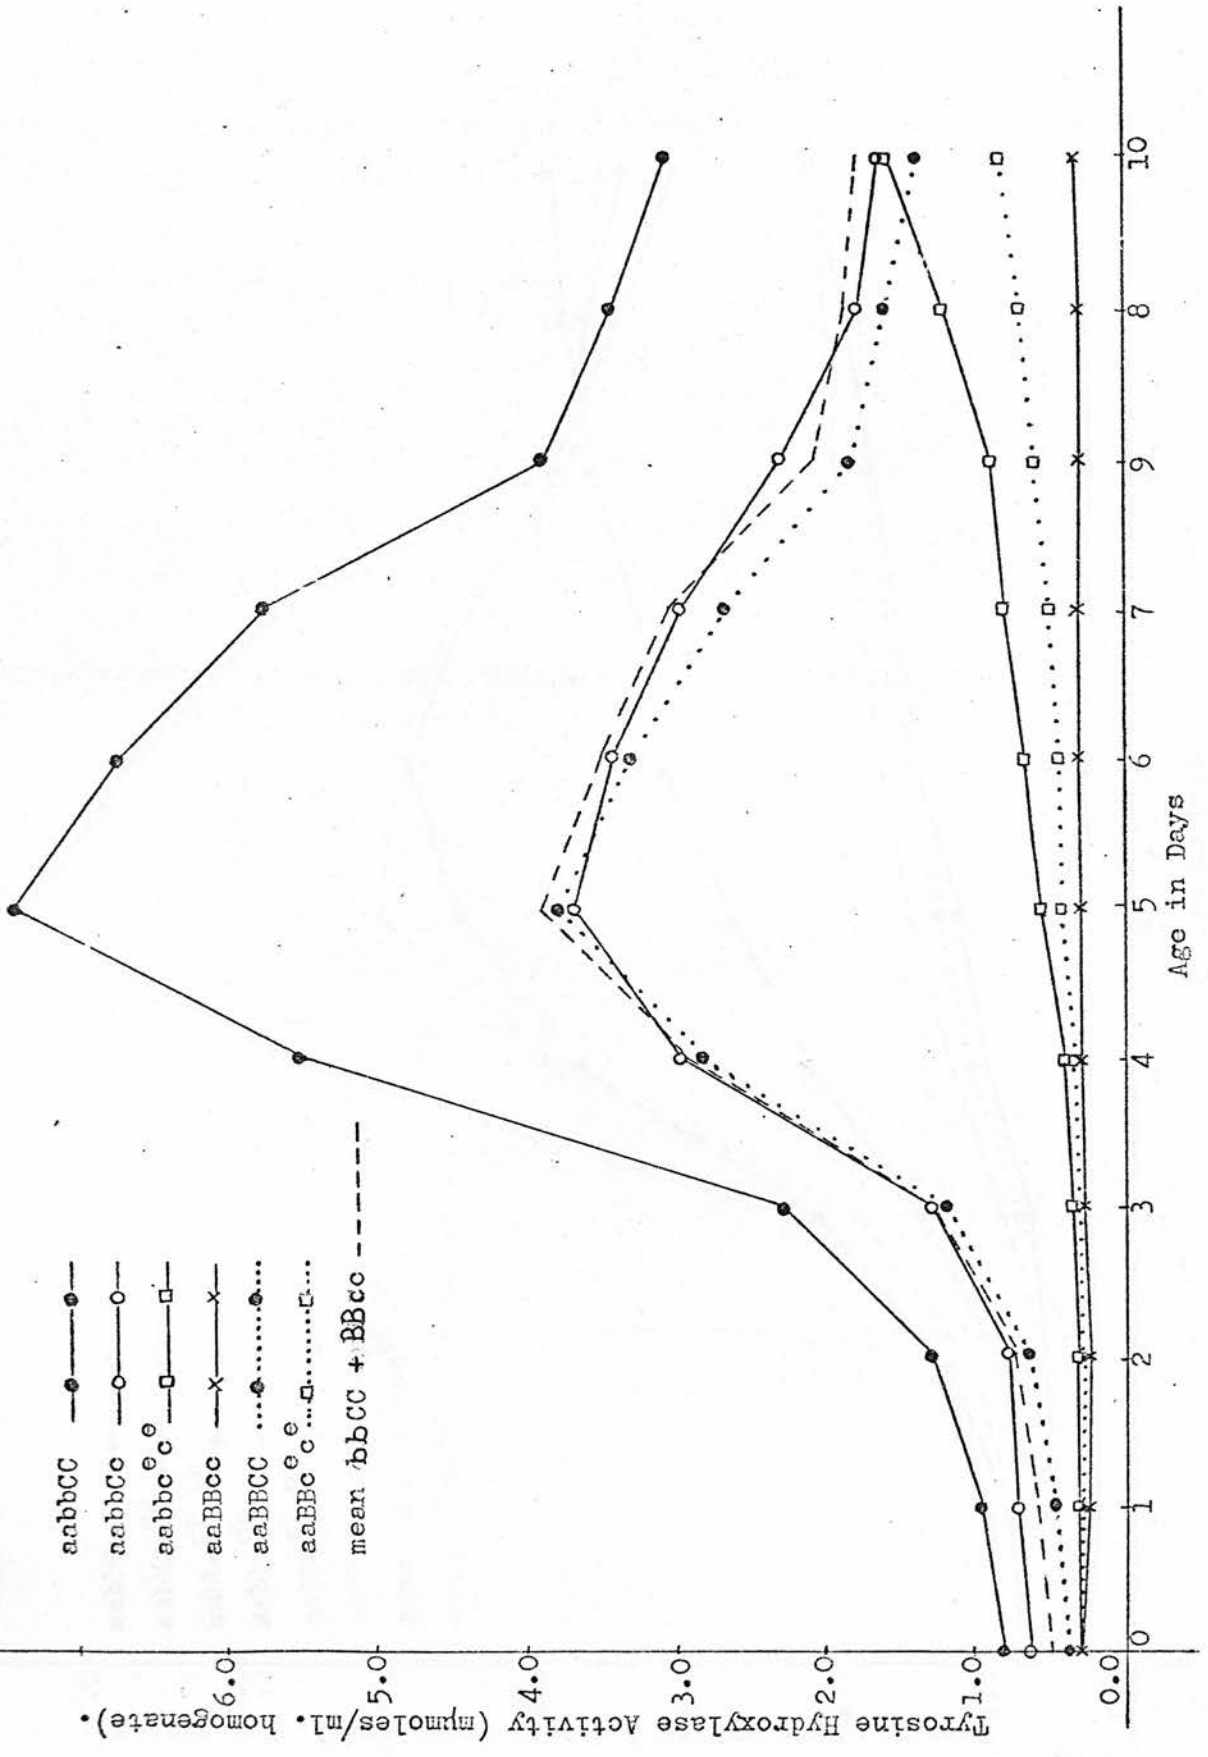 aabbCC
aabbCc
aabbcᵉcᵉ
aaBBcc
aaBBCC
aaBBcᵉcᵉ
mean bbCC + BBcc
Tyrosine Hydroxylase Activity (mµmoles/ml. homogenate).
6.0
5.0
4.0
3.0
2.0
1.0
0.0
0 1 2 3 4 5 6 7 9 8 10
Age in Days